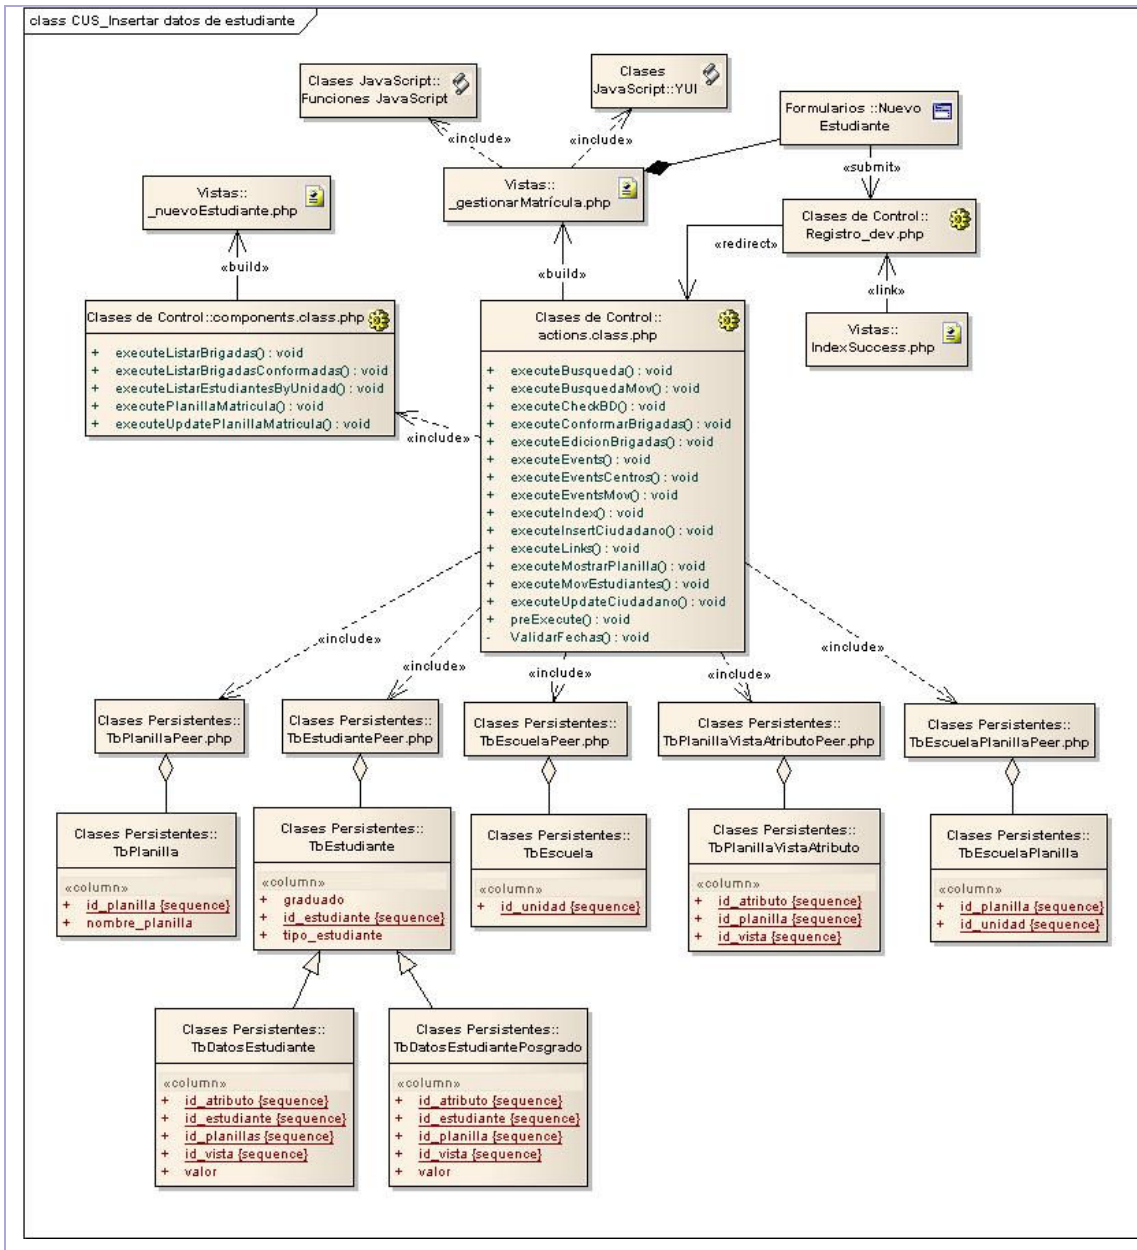 class CUS_Insertar datos de estudiante
Clases JavaScript::
Funciones JavaScript
Clases
JavaScript::YUI
Formularios ::Nuevo
Estudiante
«include»
«include»
«submit»
Vistas::
_nuevoEstudiante.php
Vistas::
_gestionarMatrícula.php
Clases de Control::
Registro_dev.php
«redirect»
«build»
«build»
«link»
Clases de Control::components.class.php
+ executeListarBrigadas() : void
+ executeListarBrigadasConformadas() : void
+ executeListarEstudiantesByUnidad() : void
+ executePlanillaMatricula() : void
+ executeUpdatePlanillaMatricula() : void
Clases de Control::
actions.class.php
+ executeBusqueda() : void
+ executeBusquedaMov() : void
+ executeCheckBD() : void
+ executeConformarBrigadas() : void
+ executeEdicionBrigadas() : void
+ executeEvents() : void
+ executeEventsCentros() : void
+ executeEventsMov() : void
+ executeIndex() : void
+ executeInsertCiudadano() : void
+ executeLinks() : void
+ executeMostrarPlanilla() : void
+ executeMovEstudiantes() : void
+ executeUpdateCiudadano() : void
+ preExecute() : void
- ValidarFechas() : void
Vistas::
IndexSuccess.php
«include»
«include»
«include»
«include»
«include»
«include»
Clases Persistentes::
TbPlanillaPeer.php
Clases Persistentes::
TbEstudiantePeer.php
Clases Persistentes::
TbEscuelaPeer.php
Clases Persistentes::
TbPlanillaVistaAtributoPeer.php
Clases Persistentes::
TbEscuelaPlanillaPeer.php
Clases Persistentes::
TbPlanilla
«column»
+ id_planilla {sequence}
+ nombre_planilla
Clases Persistentes::
TbEstudiante
«column»
+ graduado
+ id_estudiante {sequence}
+ tipo_estudiante
Clases Persistentes::
TbEscuela
«column»
+ id_unidad {sequence}
Clases Persistentes::
TbPlanillaVistaAtributo
«column»
+ id_atributo {sequence}
+ id_planilla {sequence}
+ id_vista {sequence}
Clases Persistentes::
TbEscuelaPlanilla
«column»
+ id_planilla {sequence}
+ id_unidad {sequence}
Clases Persistentes::
TbDatosEstudiante
«column»
+ id_atributo {sequence}
+ id_estudiante {sequence}
+ id_planillas {sequence}
+ id_vista {sequence}
+ valor
Clases Persistentes::
TbDatosEstudiantePosgrado
«column»
+ id_atributo {sequence}
+ id_estudiante {sequence}
+ id_planilla {sequence}
+ id_vista {sequence}
+ valor